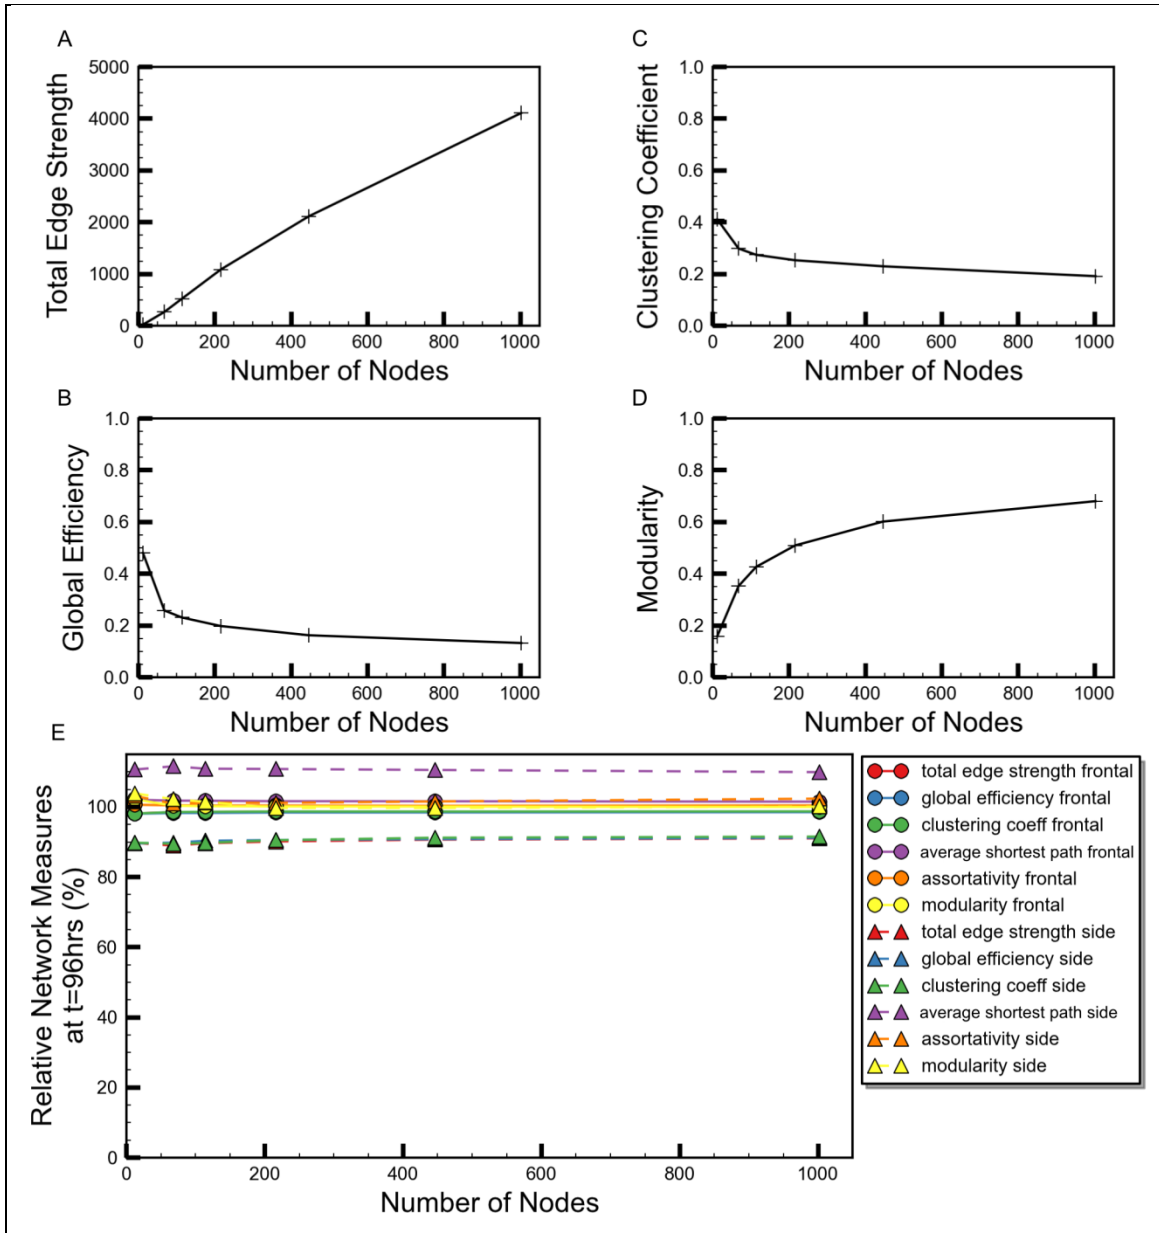 A
5000
4000
3000
2000
1000
0
0 200 400 600 800 1000
Total Edge Strength
Number of Nodes
C
1.0
0.8
0.6
0.4
0.2
0.0
0 200 400 600 800 1000
Clustering Coefficient
Number of Nodes
B
1.0
0.8
0.6
0.4
0.2
0.0
0 200 400 600 800 1000
Global Efficiency
Number of Nodes
D
1.0
0.8
0.6
0.4
0.2
0.0
0 200 400 600 800 1000
Modularity
Number of Nodes
E
100
80
60
40
20
0
0 200 400 600 800 1000
Relative Network Measures
at t=96hrs (%)
Number of Nodes
total edge strength frontal
global efficiency frontal
clustering coeff frontal
average shortest path frontal
assortativity frontal
modularity frontal
total edge strength side
global efficiency side
clustering coeff side
average shortest path side
assortativity side
modularity side